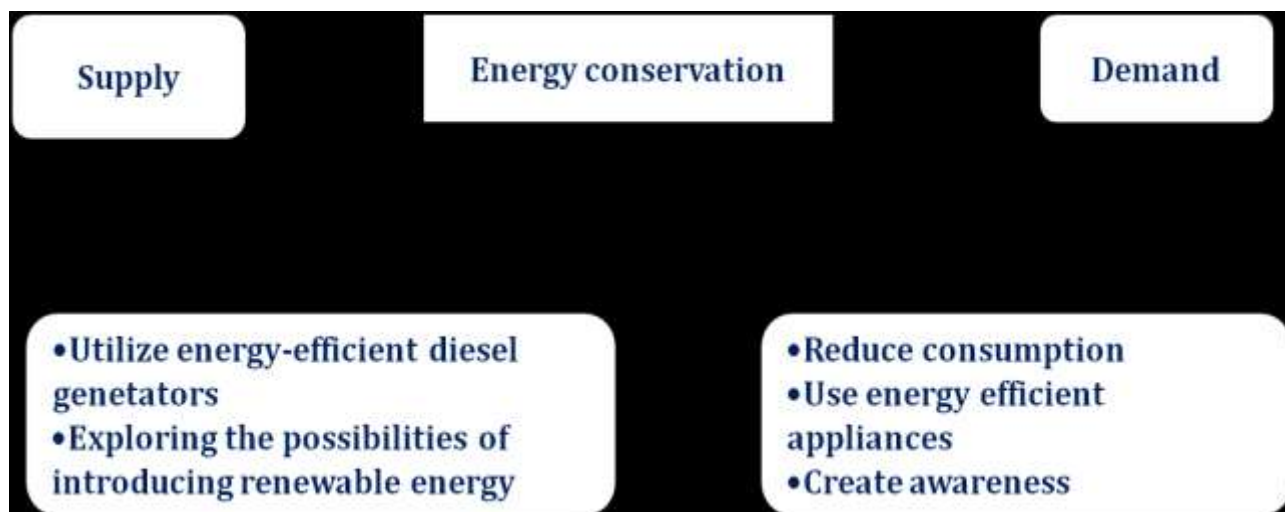 Supply
Energy conservation
Demand
•Utilize energy-efficient diesel
genetators
•Exploring the possibilities of
introducing renewable energy
•Reduce consumption
•Use energy efficient
appliances
•Create awareness